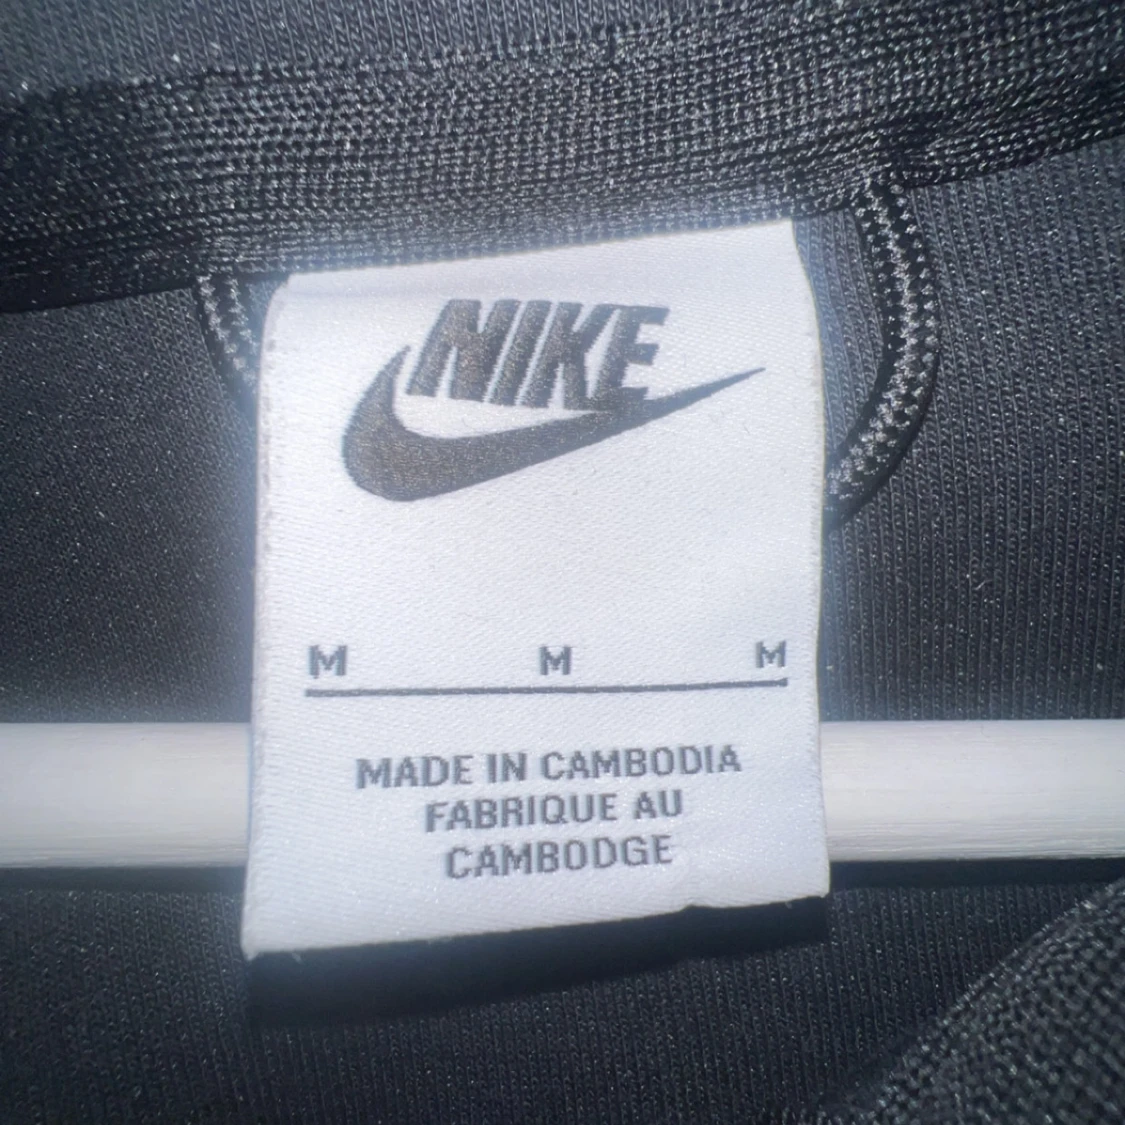 NIKE
M M M
MADE IN CAMBODIA
FABRIQUE AU
CAMBODGE